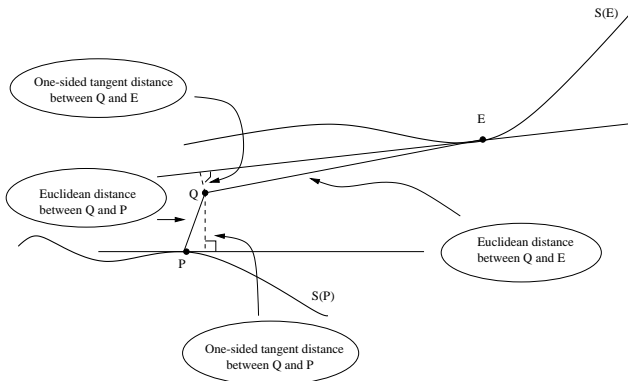 S(E)
One-sided tangent distance
between Q and E
E
Euclidean distance
between Q and P
Q
Euclidean distance
between Q and E
P
S(P)
One-sided tangent distance
between Q and P